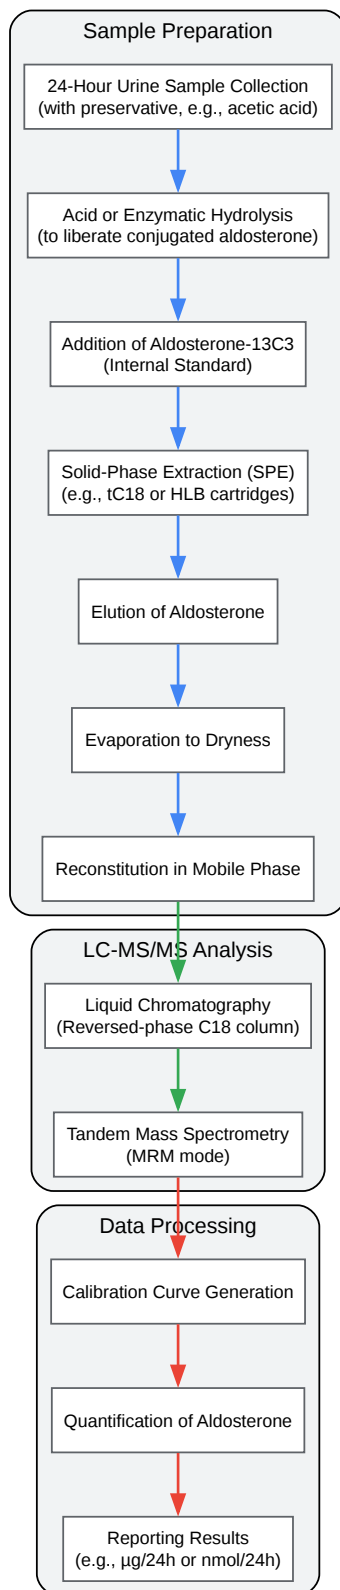 Sample Preparation
24-Hour Urine Sample Collection
(with preservative, e.g., acetic acid)
Acid or Enzymatic Hydrolysis
(to liberate conjugated aldosterone)
Addition of Aldosterone-13C3
(Internal Standard)
Solid-Phase Extraction (SPE)
(e.g., tC18 or HLB cartridges)
Elution of Aldosterone
Evaporation to Dryness
Reconstitution in Mobile Phase
LC-MS/MS Analysis
Liquid Chromatography
(Reversed-phase C18 column)
Tandem Mass Spectrometry
(MRM mode)
Data Processing
Calibration Curve Generation
Quantification of Aldosterone
Reporting Results
(e.g., µg/24h or nmol/24h)